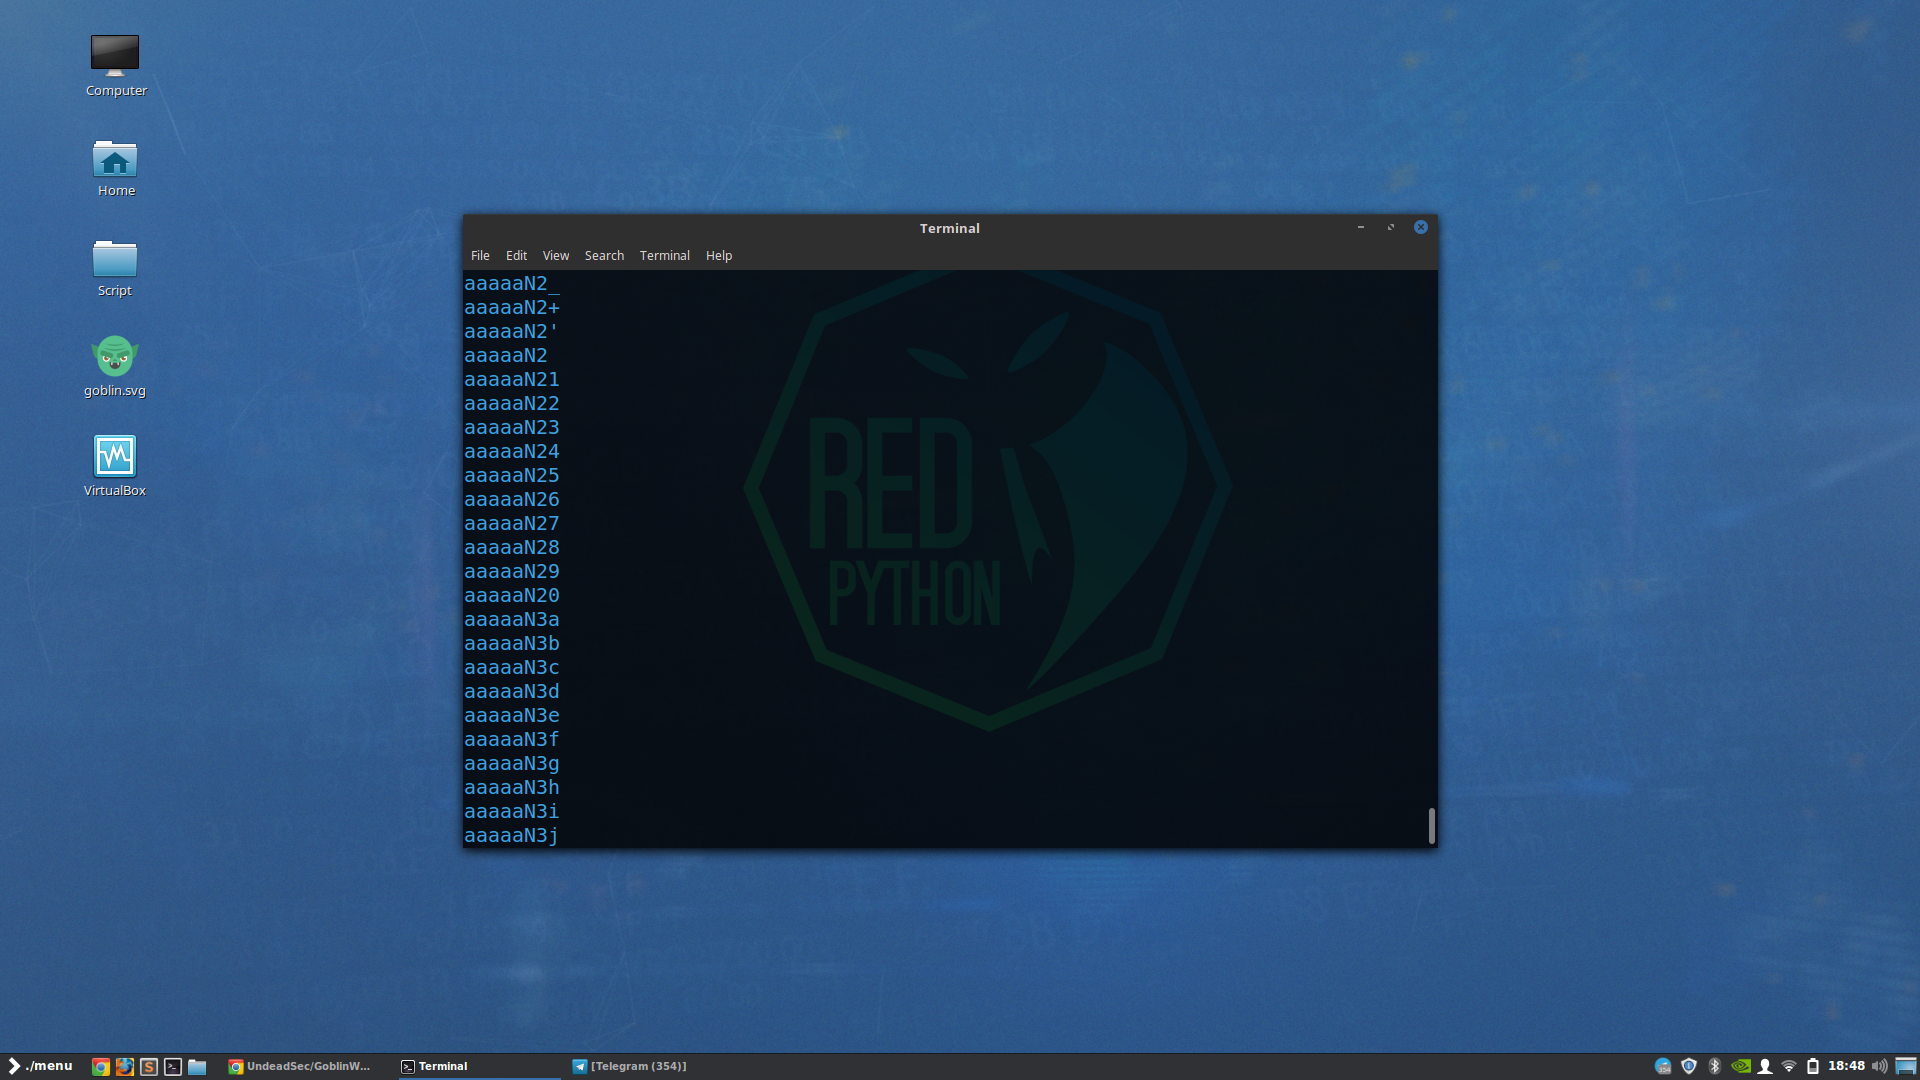 Computer
Home
Script
goblin.svg
VirtualBox
Terminal
File Edit View Search Terminal Help
aaaaaN2_
aaaaaN2+
aaaaaN2'
aaaaaN2
aaaaaN21
aaaaaN22
aaaaaN23
aaaaaN24
aaaaaN25
aaaaaN26
aaaaaN27
aaaaaN28
aaaaaN29
aaaaaN20
aaaaaN3a
aaaaaN3b
aaaaaN3c
aaaaaN3d
aaaaaN3e
aaaaaN3f
aaaaaN3g
aaaaaN3h
aaaaaN3i
aaaaaN3j
RED
PYTHON
./menu UndeadSec/GoblinW... Terminal [Telegram (354)] 18:48